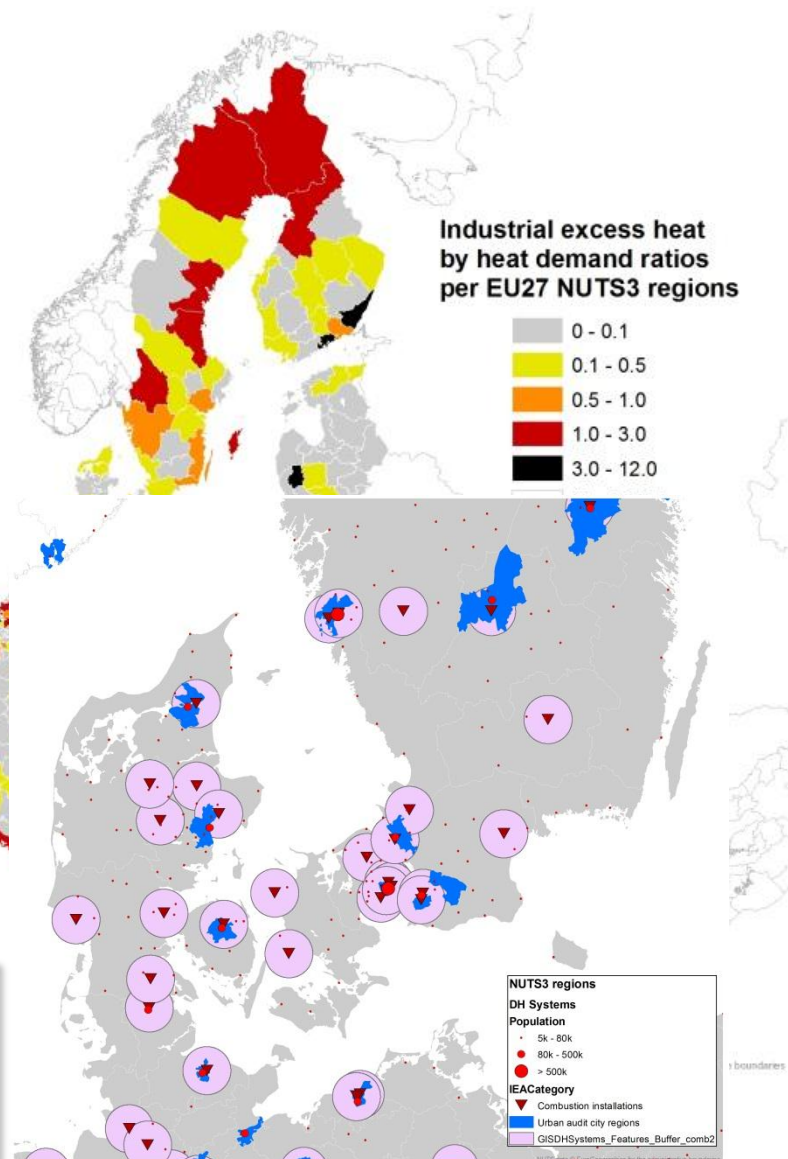 Industrial excess heat
by heat demand ratios
per EU27 NUTS3 regions
0 - 0.1
0.1 - 0.5
0.5 - 1.0
1.0 - 3.0
3.0 - 12.0
NUTS3 regions
DH Systems
Population
5k - 80k
80k - 500k
> 500k
IEACategory
Combustion installations
Urban audit city regions
GISDHSystems_Features_Buffer_comb2
boundaries